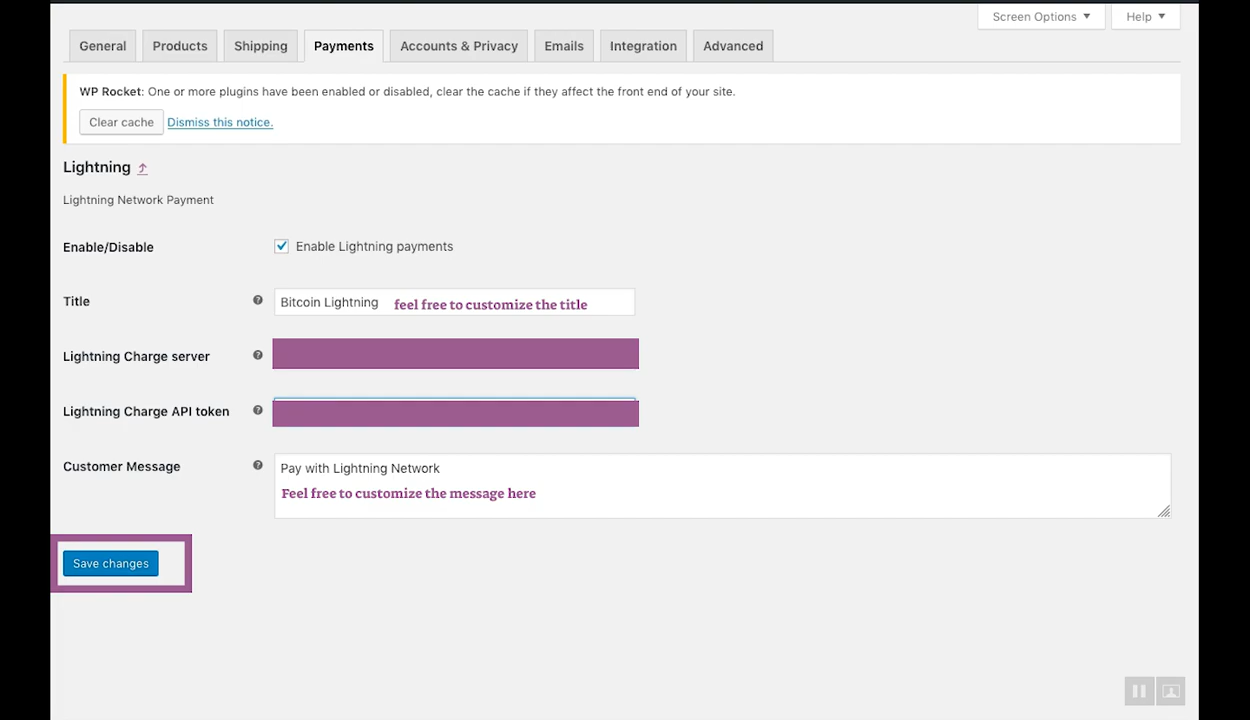 Screen Options ▼ Help ▼
General Products Shipping Payments Accounts & Privacy Emails Integration Advanced
WP Rocket: One or more plugins have been enabled or disabled, clear the cache if they affect the front end of your site.
Clear cache Dismiss this notice.
Lightning ⤴
Lightning Network Payment
Enable/Disable Enable Lightning payments
Title ? Bitcoin Lightning feel free to customize the title
Lightning Charge server ?
Lightning Charge API token ?
Customer Message ? Pay with Lightning Network
Feel free to customize the message here
Save changes